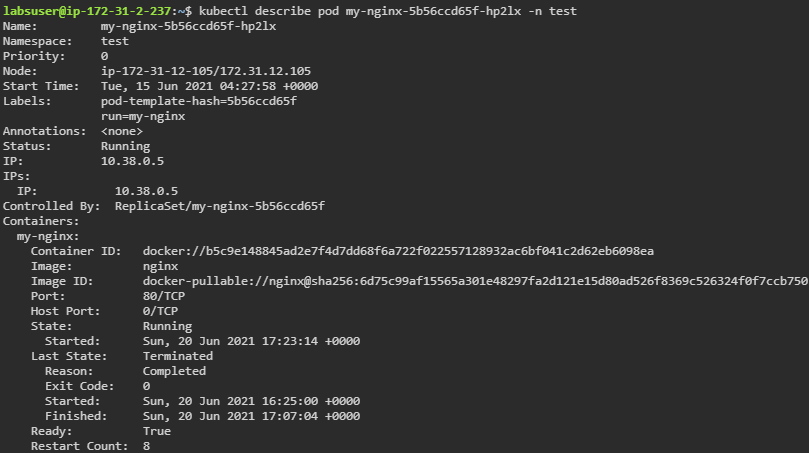 labsuser@ip-172-31-2-237:~$ kubectl describe pod my-nginx-5b56ccd65f-hp2lx -n test
Name:         my-nginx-5b56ccd65f-hp2lx
Namespace:    test
Priority:     0
Node:         ip-172-31-12-105/172.31.12.105
Start Time:   Tue, 15 Jun 2021 04:27:58 +0000
Labels:       pod-template-hash=5b56ccd65f
              run=my-nginx
Annotations:  <none>
Status:       Running
IP:           10.38.0.5
IPs:
  IP:           10.38.0.5
Controlled By:  ReplicaSet/my-nginx-5b56ccd65f
Containers:
  my-nginx:
    Container ID:   docker://b5c9e148845ad2e7f4d7dd68f6a722f022557128932ac6bf041c2d62eb6098ea
    Image:          nginx
    Image ID:       docker-pullable://nginx@sha256:6d75c99af15565a301e48297fa2d121e15d80ad526f8369c526324f0f7ccb750
    Port:           80/TCP
    Host Port:      0/TCP
    State:          Running
      Started:      Sun, 20 Jun 2021 17:23:14 +0000
    Last State:     Terminated
      Reason:       Completed
      Exit Code:    0
      Started:      Sun, 20 Jun 2021 16:25:00 +0000
      Finished:     Sun, 20 Jun 2021 17:07:04 +0000
    Ready:          True
    Restart Count:  8